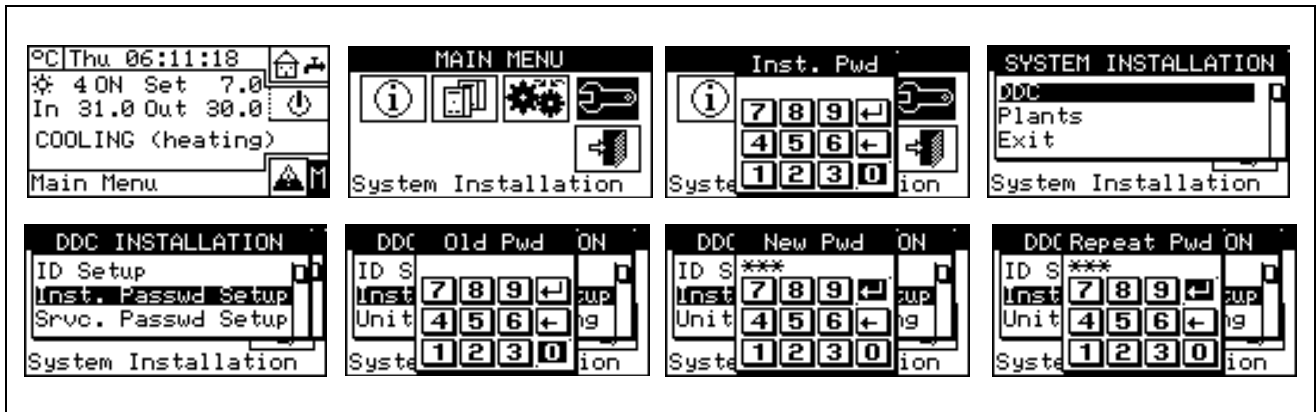 °C Thu 06:11:18
4 ON Set 7.0
In 31.0 Out 30.0
COOLING (heating)
Main Menu
M
MAIN MENU
i
System Installation
Inst. Pwd
i
7 8 9
4 5 6
1 2 3 0
Syste ion
SYSTEM INSTALLATION
DDC
Plants
Exit
System Installation
DDC INSTALLATION
ID Setup
Inst. Passwd Setup
Srvc. Passwd Setup
System Installation
DDC Old Pwd ON
ID S
Inst 7 8 9 up
Unit 4 5 6 g
1 2 3 0
Syste ion
DDC New Pwd ON
ID S ***
Inst 7 8 9 up
Unit 4 5 6 g
1 2 3 0
Syste ion
DDC Repeat Pwd ON
ID S ***
Inst 7 8 9 up
Unit 4 5 6 g
1 2 3 0
Syste ion